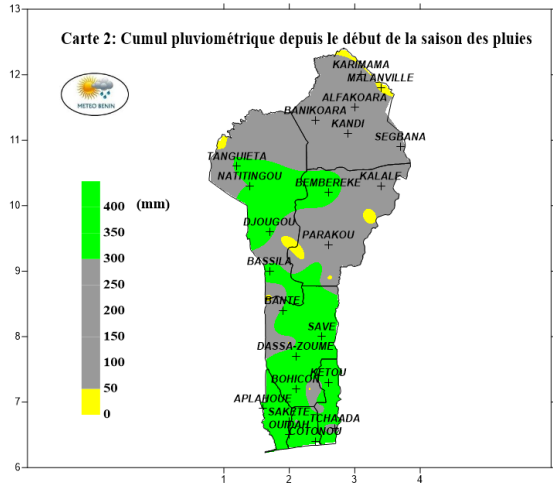 Carte 2: Cumul pluviométrique depuis le début de la saison des pluies
METEO BENIN
13
12
11
10
9
8
7
6
1
2
3
4
(mm)
400
350
300
250
200
150
100
50
0
KARIMAMA
MALANVILLE
ALFAKOARA
BANIKOARA
KANDI
SEGBANA
TANGUIETA
NATITINGOU
BEMBEREKE
KALALE
DJOUGOU
PARAKOU
BASSILA
BANTE
SAVE
DASSA-ZOUME
BOHICON
KETOU
APLAHOUE
SAKETE
OUIDAH
TCHAADA
COTONOU